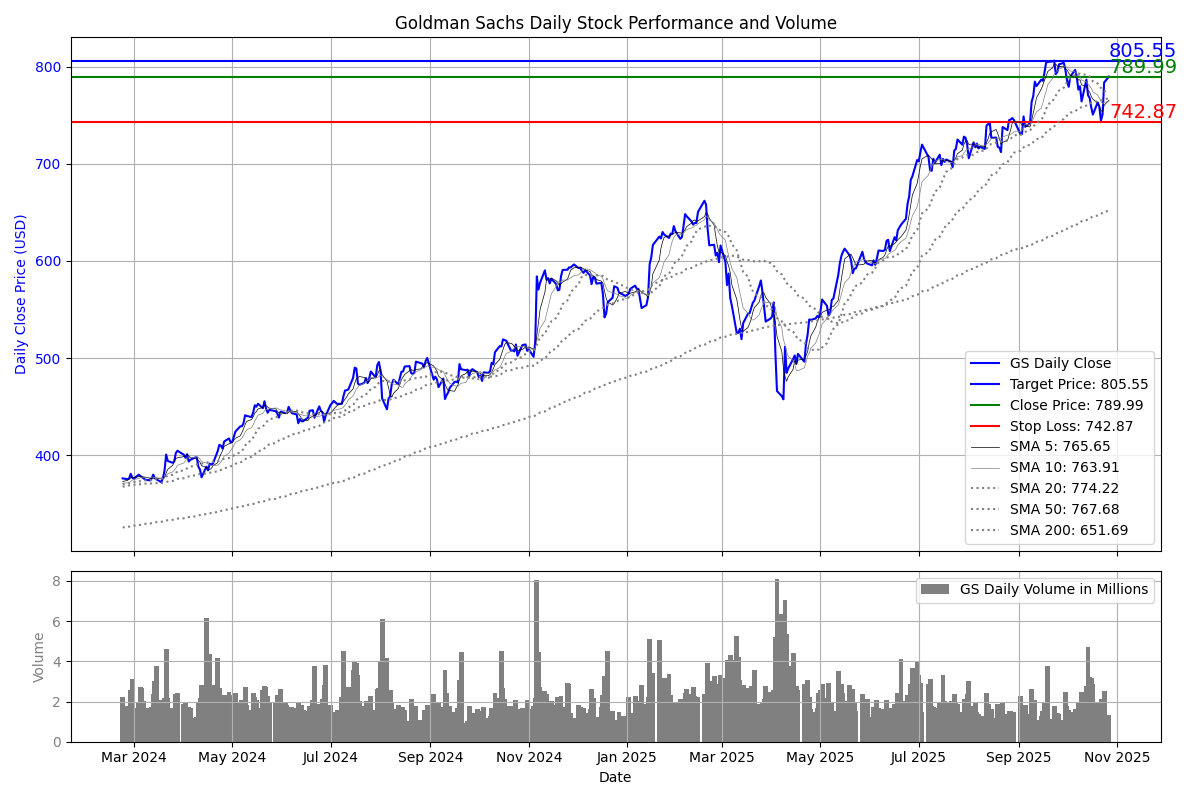 Goldman Sachs Daily Stock Performance and Volume
805.55
789.99
742.87
800
700
600
500
400
Daily Close Price (USD)
GS Daily Close
Target Price: 805.55
Close Price: 789.99
Stop Loss: 742.87
SMA 5: 765.65
SMA 10: 763.91
SMA 20: 774.22
SMA 50: 767.68
SMA 200: 651.69
8
6
4
2
0
Volume
GS Daily Volume in Millions
Mar 2024 May 2024 Jul 2024 Sep 2024 Nov 2024 Jan 2025 Mar 2025 May 2025 Jul 2025 Sep 2025 Nov 2025
Date